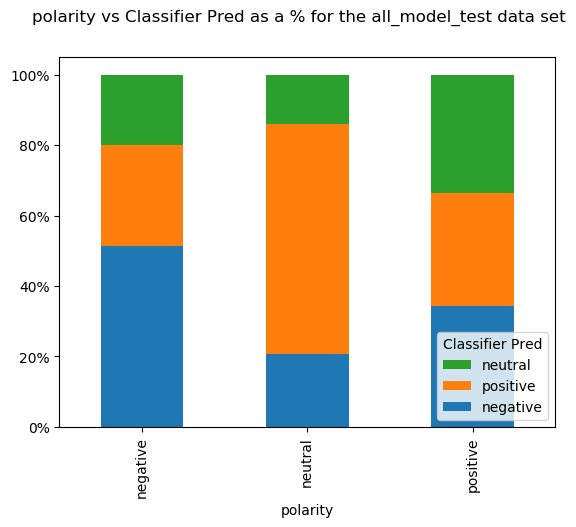 polarity vs Classifier Pred as a % for the all_model_test data set
100%
80%
60%
40%
20%
0%
Classifier Pred
neutral
positive
negative
negative
neutral
positive
polarity